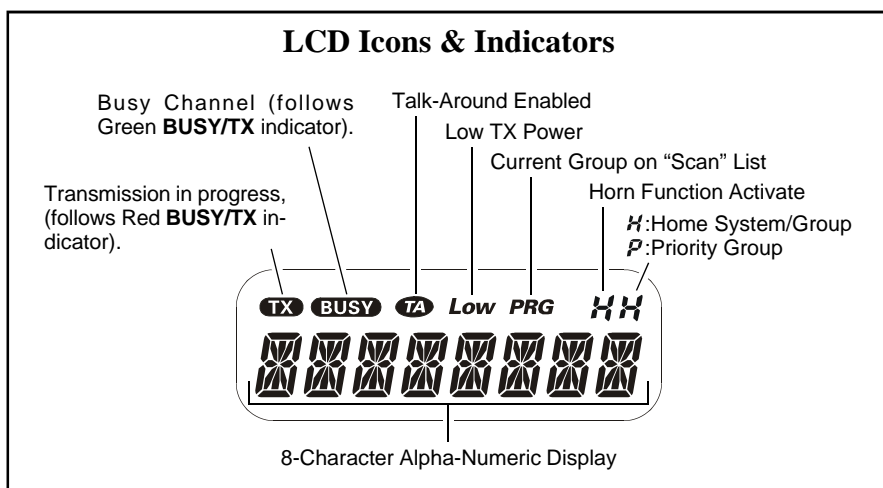 LCD Icons & Indicators
Busy Channel (follows
Green BUSY/TX indicator).
Talk-Around Enabled
Low TX Power
Current Group on “Scan” List
Horn Function Activate
H:Home System/Group
P:Priority Group
Transmission in progress,
(follows Red BUSY/TX in-
dicator).
TX BUSY TA Low PRG H H
8-Character Alpha-Numeric Display